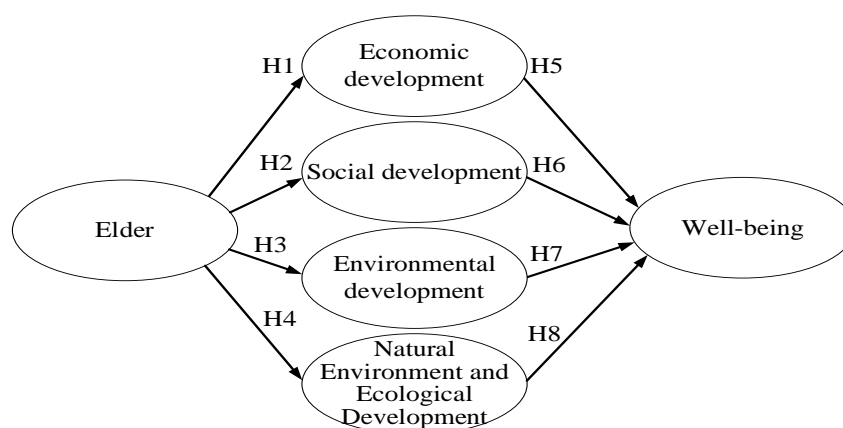 Economic
development
H1
H5
H2
Social development
H6
Elder
Well-being
H3
Environmental
development
H7
H4
Natural
Environment and
Ecological
Development
H8